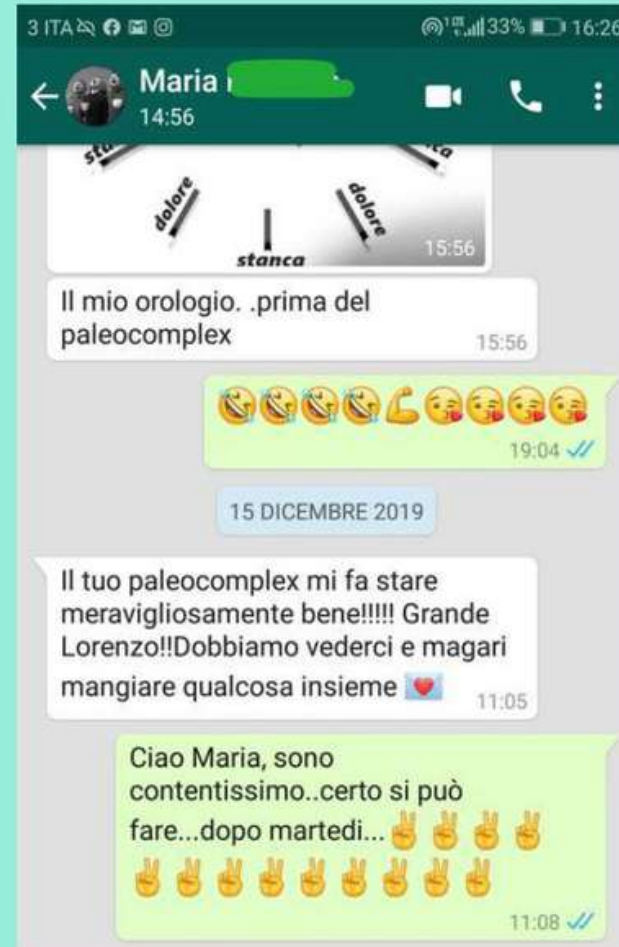 3 ITA 33% 16:26
Maria
14:56
dolore
dolore
stanca
15:56
Il mio orologio. .prima del
paleocomplex
15:56
🤣🤣🤣🤣💪😘😘😘😘
19:04
15 DICEMBRE 2019
Il tuo paleocomplex mi fa stare
meravigliosamente bene!!!!! Grande
Lorenzo!!Dobbiamo vederci e magari
mangiare qualcosa insieme 💌
11:05
Ciao Maria, sono
contentissimo..certo si può
fare...dopo martedi...✌✌✌✌
✌✌✌✌✌✌✌✌✌
11:08